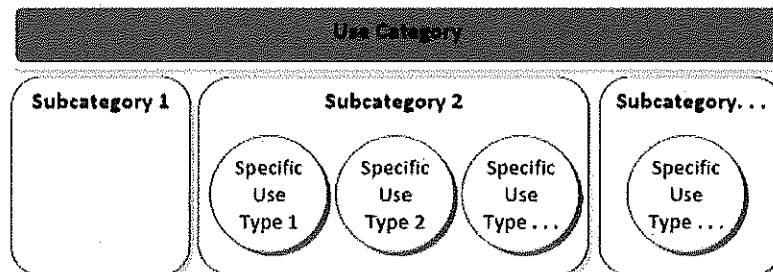 Use Category
Subcategory 1
Subcategory 2
Subcategory. . .
Specific
Use
Type 1
Specific
Use
Type 2
Specific
Use
Type . . .
Specific
Use
Type . . .